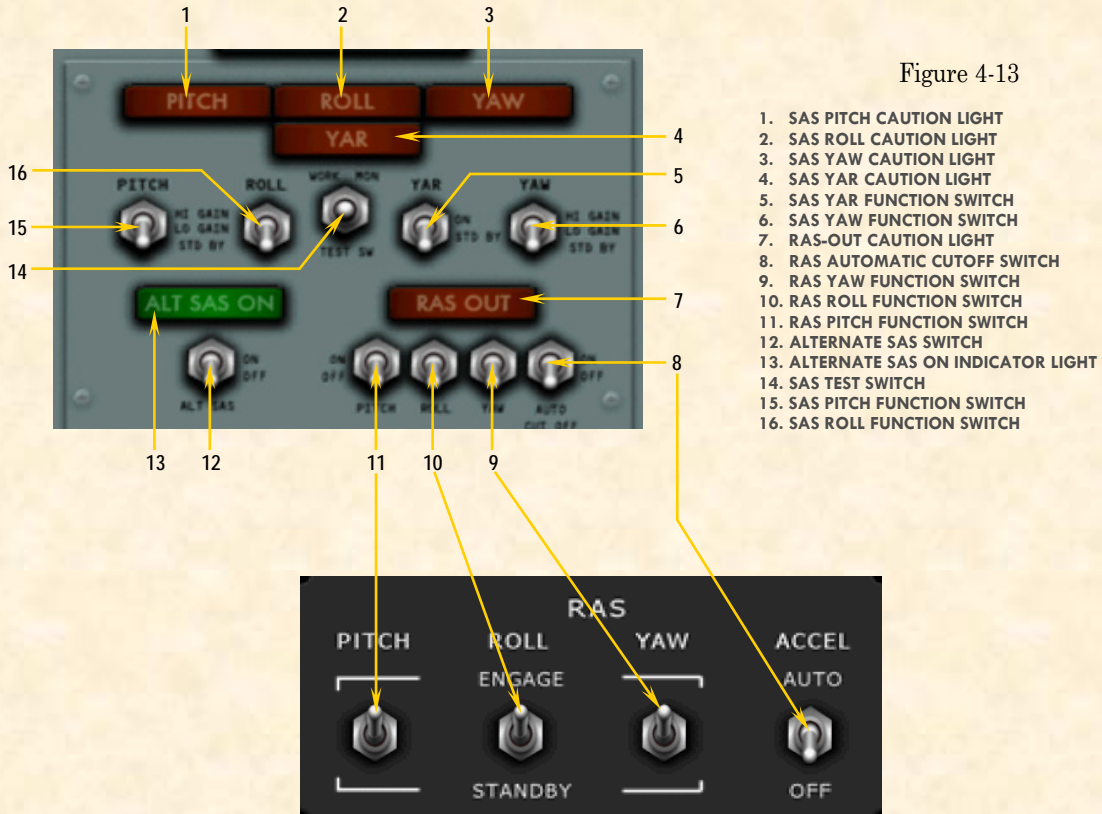 1 2 3
Figure 4-13
PITCH ROLL YAW
YAR
4
1. SAS PITCH CAUTION LIGHT
2. SAS ROLL CAUTION LIGHT
3. SAS YAW CAUTION LIGHT
4. SAS YAR CAUTION LIGHT
5. SAS YAR FUNCTION SWITCH
6. SAS YAW FUNCTION SWITCH
7. RAS-OUT CAUTION LIGHT
8. RAS AUTOMATIC CUTOFF SWITCH
9. RAS YAW FUNCTION SWITCH
10. RAS ROLL FUNCTION SWITCH
11. RAS PITCH FUNCTION SWITCH
12. ALTERNATE SAS SWITCH
13. ALTERNATE SAS ON INDICATOR LIGHT
14. SAS TEST SWITCH
15. SAS PITCH FUNCTION SWITCH
16. SAS ROLL FUNCTION SWITCH
16 5
PITCH ROLL WORK MON YAR YAW
15 HI GAIN ON HI GAIN 6
LO GAIN STD BY LO GAIN
STD BY STD BY
14 TEST SW
ALT SAS ON RAS OUT 7
8
ON ON ON
OFF OFF OFF
ALT SAS PITCH ROLL YAW AUTO
CUT OFF
13 12 11 10 9
RAS
PITCH ROLL YAW ACCEL
ENGAGE AUTO
STANDBY OFF